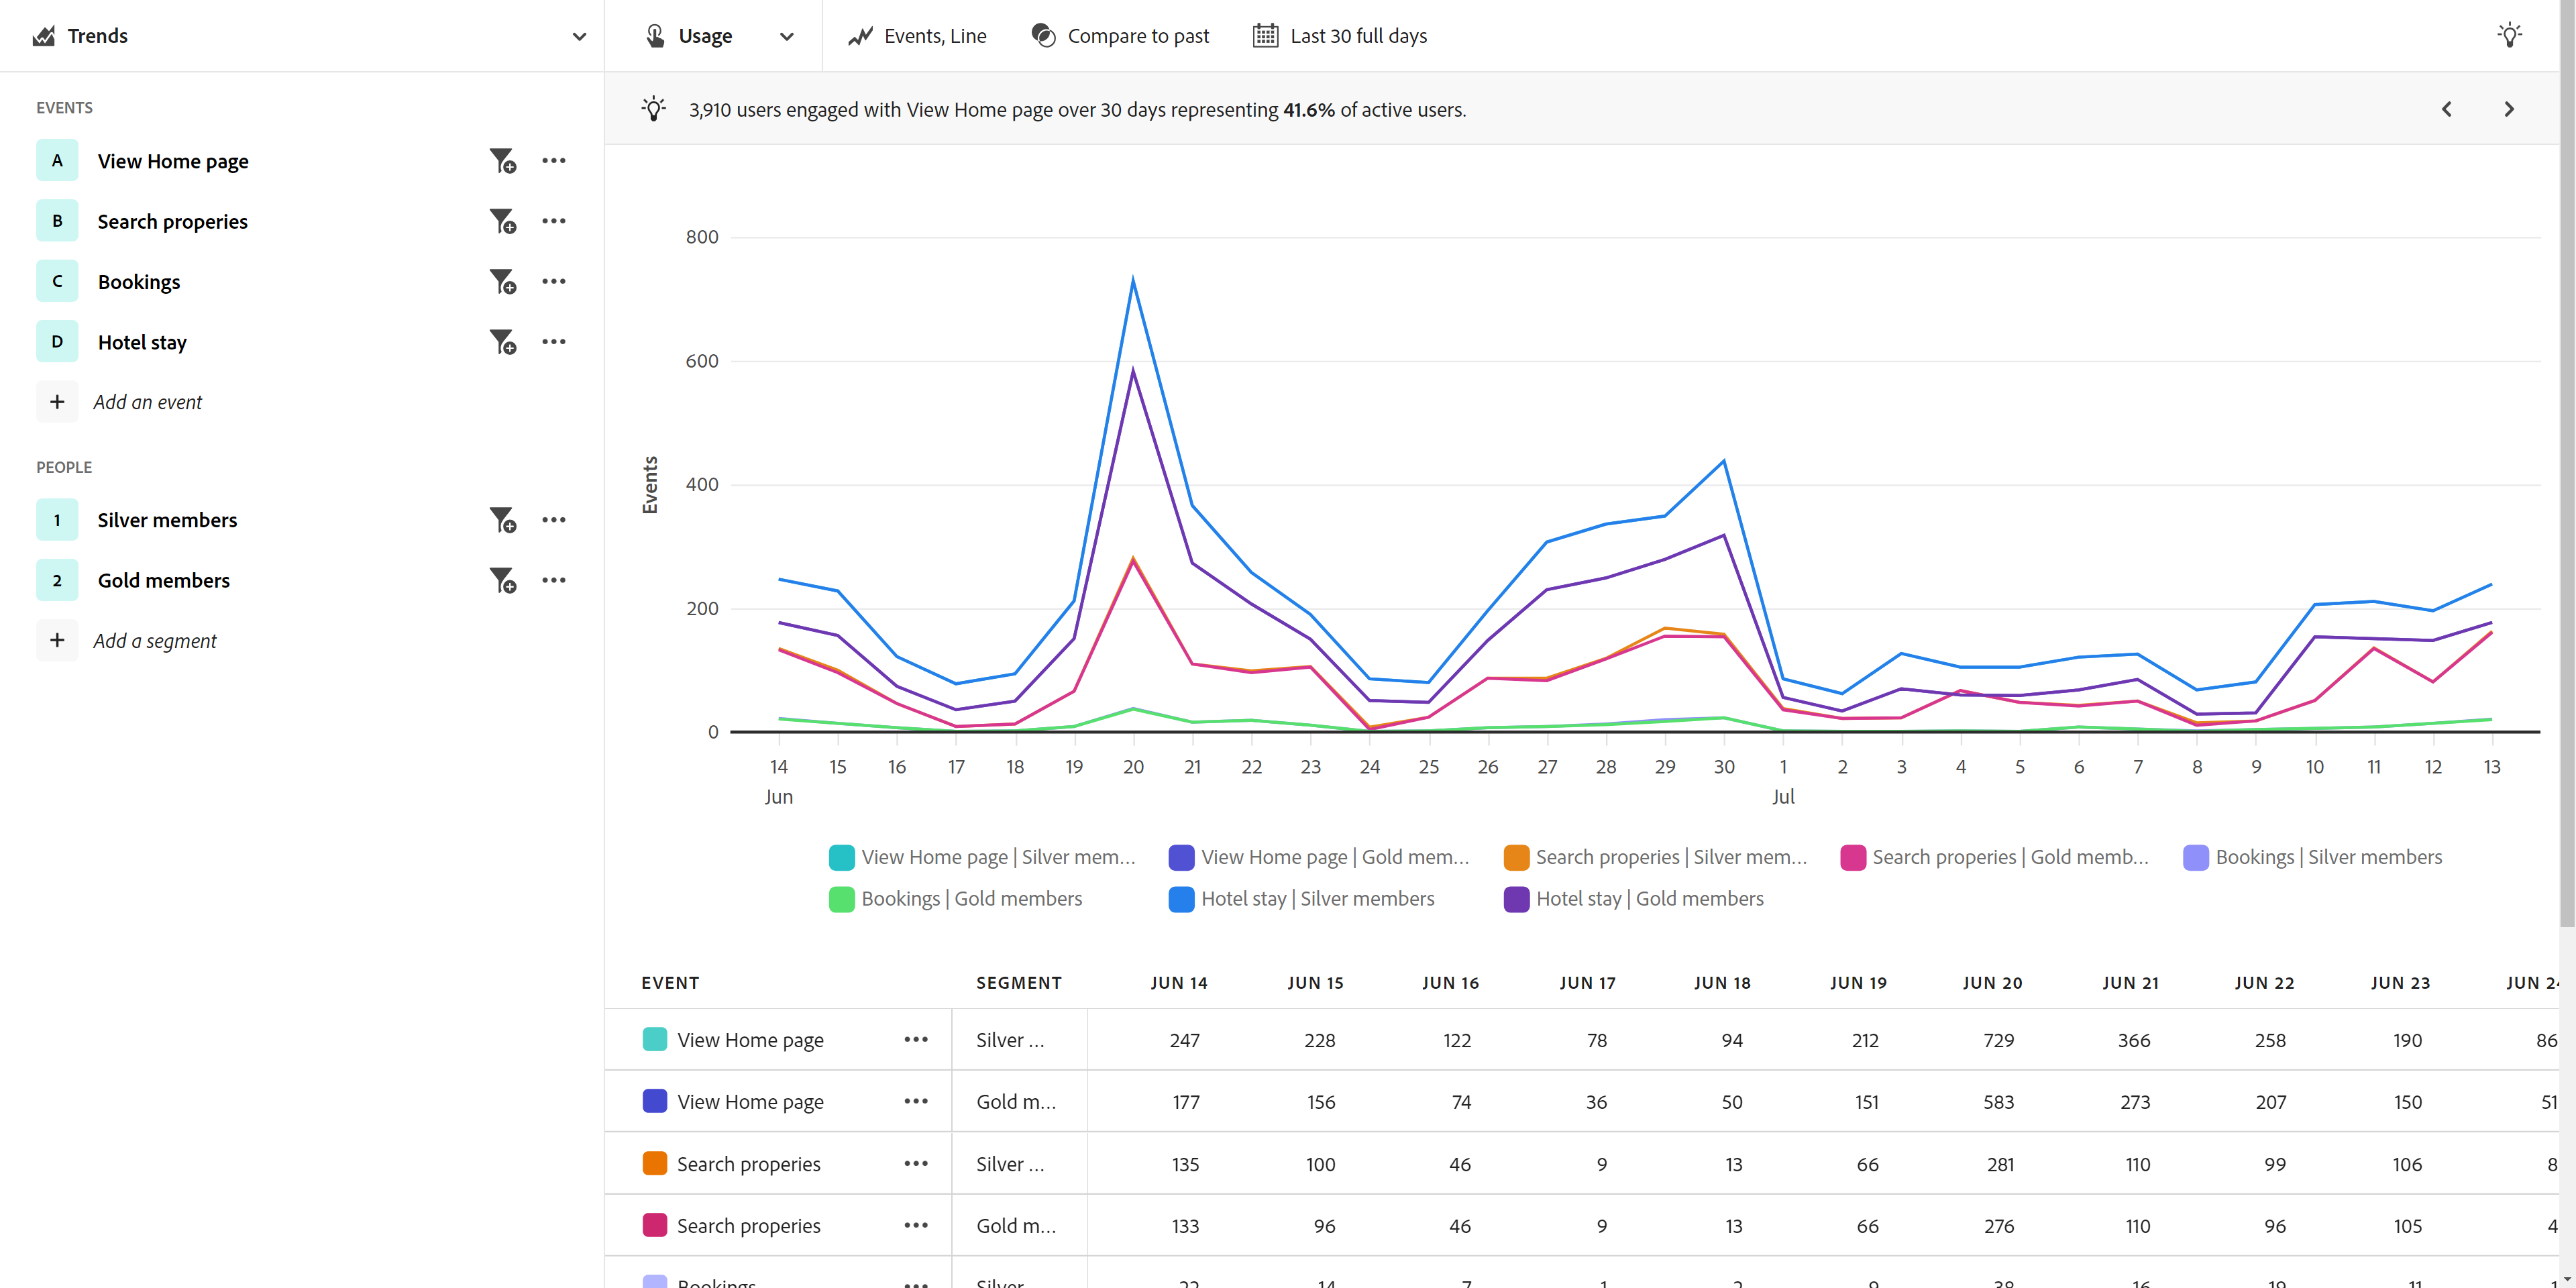 Trends
Usage
Events, Line
Compare to past
Last 30 full days
EVENTS
A View Home page
B Search properies
C Bookings
D Hotel stay
+ Add an event
PEOPLE
1 Silver members
2 Gold members
+ Add a segment
3,910 users engaged with View Home page over 30 days representing 41.6% of active users.
Events
800
600
400
200
0
14 15 16 17 18 19 20 21 22 23 24 25 26 27 28 29 30 1 2 3 4 5 6 7 8 9 10 11 12 13
Jun Jul
View Home page | Silver mem... View Home page | Gold mem... Search properies | Silver mem... Search properies | Gold memb... Bookings | Silver members
Bookings | Gold members Hotel stay | Silver members Hotel stay | Gold members
EVENT SEGMENT JUN 14 JUN 15 JUN 16 JUN 17 JUN 18 JUN 19 JUN 20 JUN 21 JUN 22 JUN 23 JUN 24
View Home page Silver ... 247 228 122 78 94 212 729 366 258 190 86
View Home page Gold m... 177 156 74 36 50 151 583 273 207 150 51
Search properies Silver ... 135 100 46 9 13 66 281 110 99 106 8
Search properies Gold m... 133 96 46 9 13 66 276 110 96 105 4
Bookings Silver 22 14 7 1 2 9 38 16 19 11